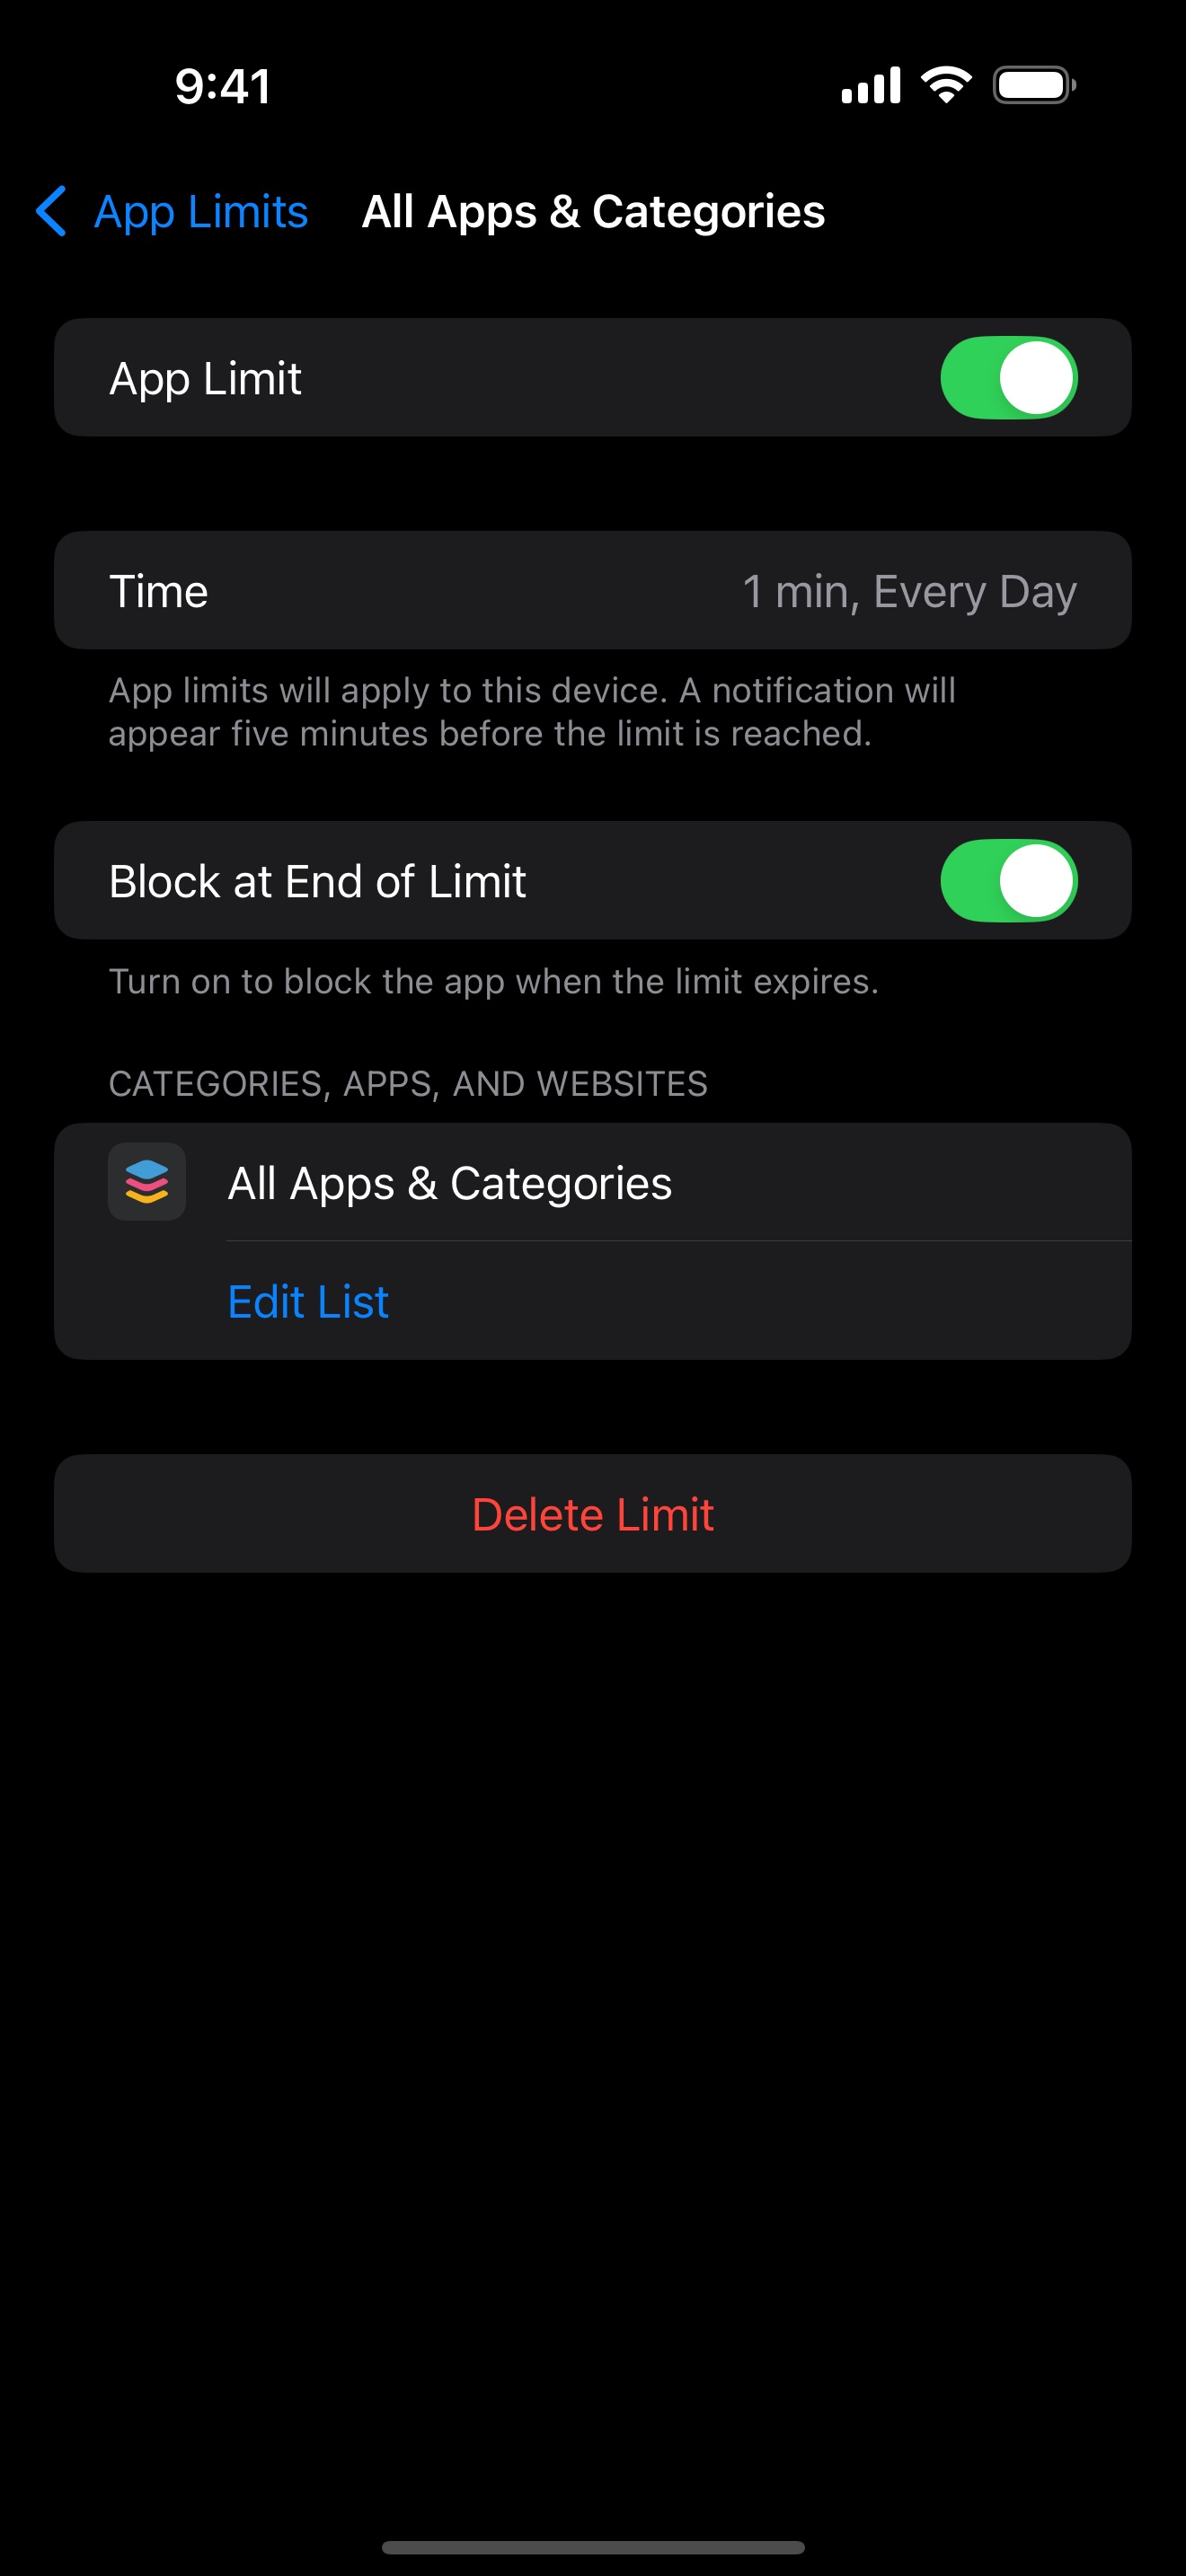 9:41
App Limits All Apps & Categories
App Limit
Time 1 min, Every Day
App limits will apply to this device. A notification will
appear five minutes before the limit is reached.
Block at End of Limit
Turn on to block the app when the limit expires.
CATEGORIES, APPS, AND WEBSITES
All Apps & Categories
Edit List
Delete Limit